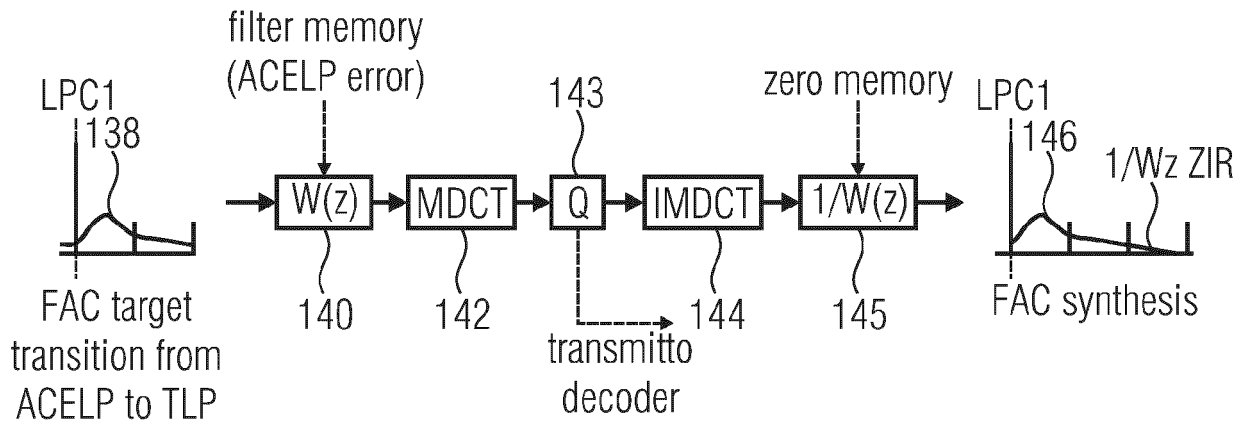 filter memory
(ACELP error)
LPC1
138
143
zero memory
LPC1
146
1/Wz ZIR
W(z)
MDCT
Q
IMDCT
1/W(z)
140
142
144
145
FAC target
transition from
ACELP to TLP
transmitto
decoder
FAC synthesis